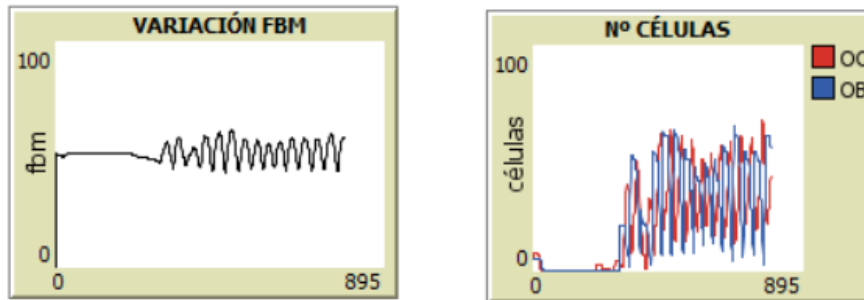 VARIACIÓN FBM
100
fbm
0
0
895
Nº CÉLULAS
100
células
0
0
895
OC
OB